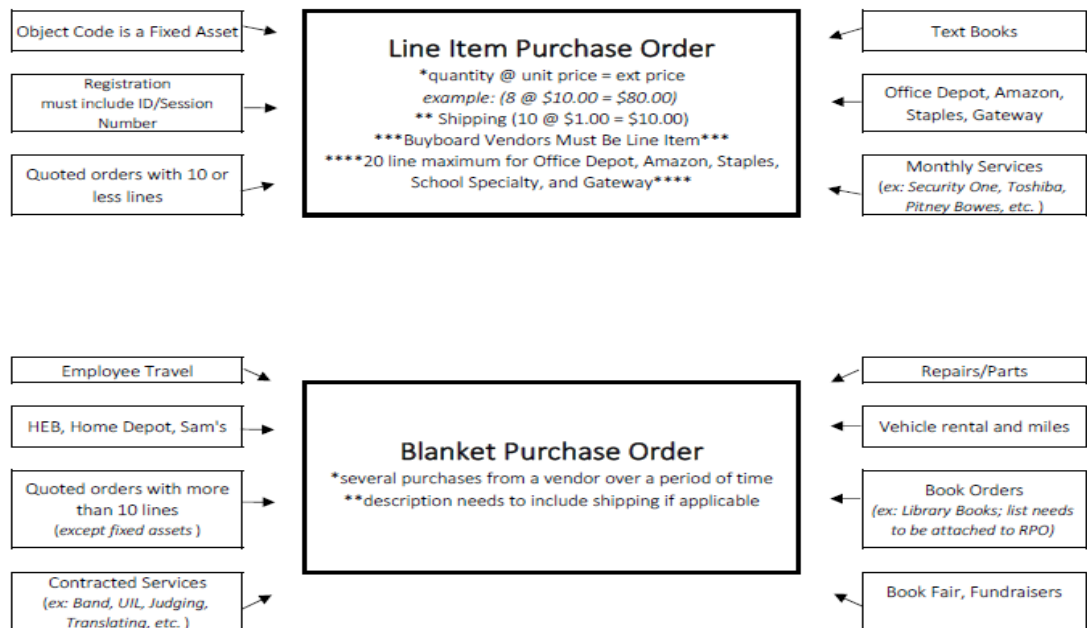 Object Code is a Fixed Asset
Registration
must include ID/Session
Number
Quoted orders with 10 or
less lines
Line Item Purchase Order
*quantity @ unit price = ext price
example: (8 @ $10.00 = $80.00)
** Shipping (10 @ $1.00 = $10.00)
***Buyboard Vendors Must Be Line Item***
****20 line maximum for Office Depot, Amazon, Staples,
School Specialty, and Gateway****
Text Books
Office Depot, Amazon,
Staples, Gateway
Monthly Services
(ex: Security One, Toshiba,
Pitney Bowes, etc. )
Employee Travel
HEB, Home Depot, Sam's
Quoted orders with more
than 10 lines
(except fixed assets )
Contracted Services
(ex: Band, UIL, Judging,
Translating, etc. )
Blanket Purchase Order
*several purchases from a vendor over a period of time
**description needs to include shipping if applicable
Repairs/Parts
Vehicle rental and miles
Book Orders
(ex: Library Books; list needs
to be attached to RPO)
Book Fair, Fundraisers